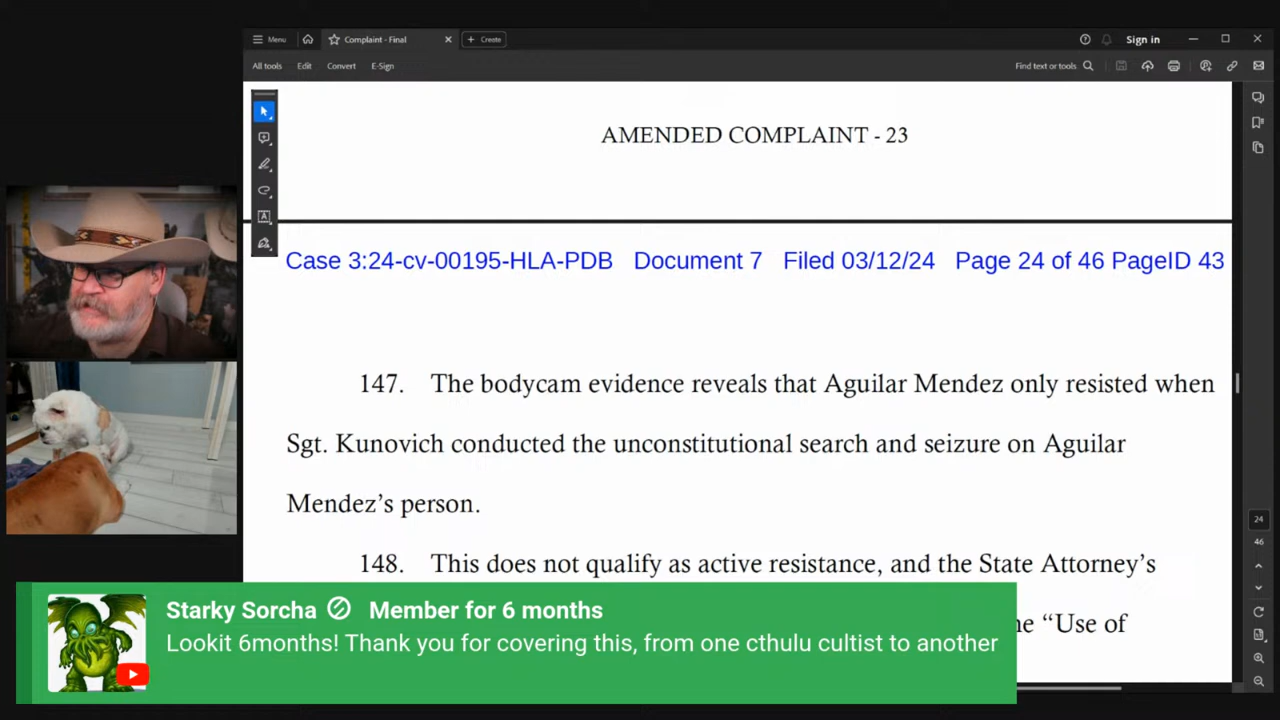 Menu
Complaint - Final
Create
Sign in
All tools
Edit
Convert
E-Sign
Find text or tools
AMENDED COMPLAINT - 23
Case 3:24-cv-00195-HLA-PDB Document 7 Filed 03/12/24 Page 24 of 46 PageID 43
147. The bodycam evidence reveals that Aguilar Mendez only resisted when
Sgt. Kunovich conducted the unconstitutional search and seizure on Aguilar
Mendez's person.
148. This does not qualify as active resistance, and the State Attorney's
“Use of
24
46
Starky Sorcha Member for 6 months
Lookit 6months! Thank you for covering this, from one cthulu cultist to another